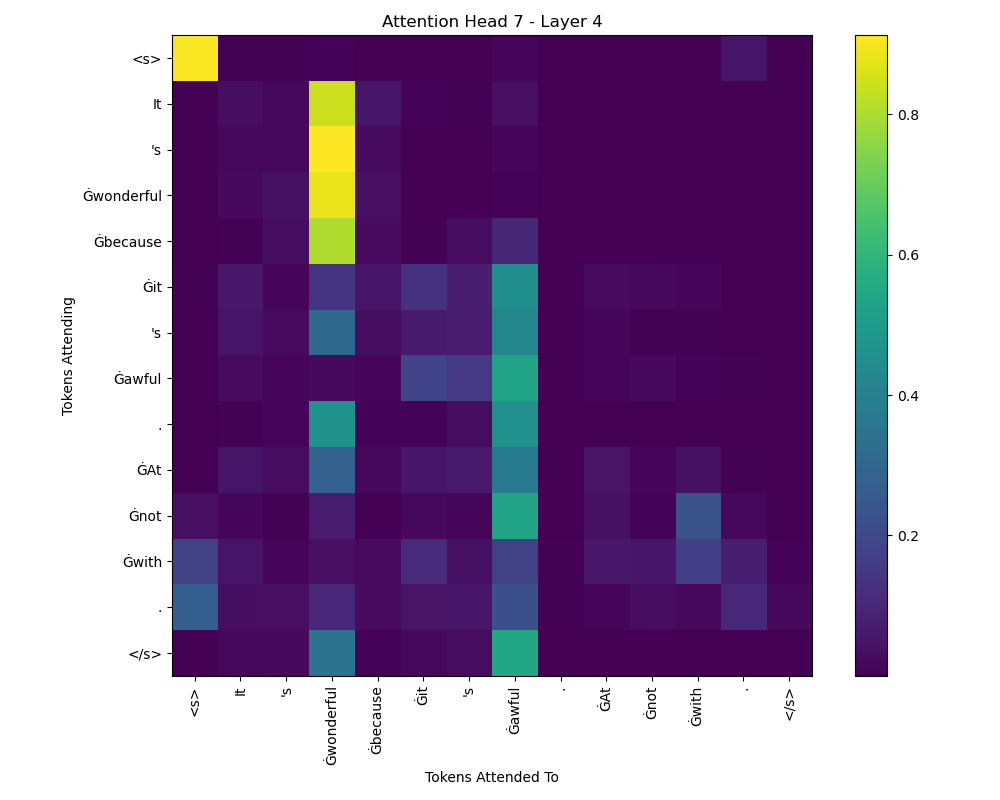 Attention Head 7 - Layer 4
<s>
It
's
Ġwonderful
Ġbecause
Ġit
's
Ġawful
.
ĠAt
Ġnot
Ġwith
.
</s>
Tokens Attending
<s>
It
's
Ġwonderful
Ġbecause
Ġit
's
Ġawful
.
ĠAt
Ġnot
Ġwith
.
</s>
Tokens Attended To
0.8
0.6
0.4
0.2